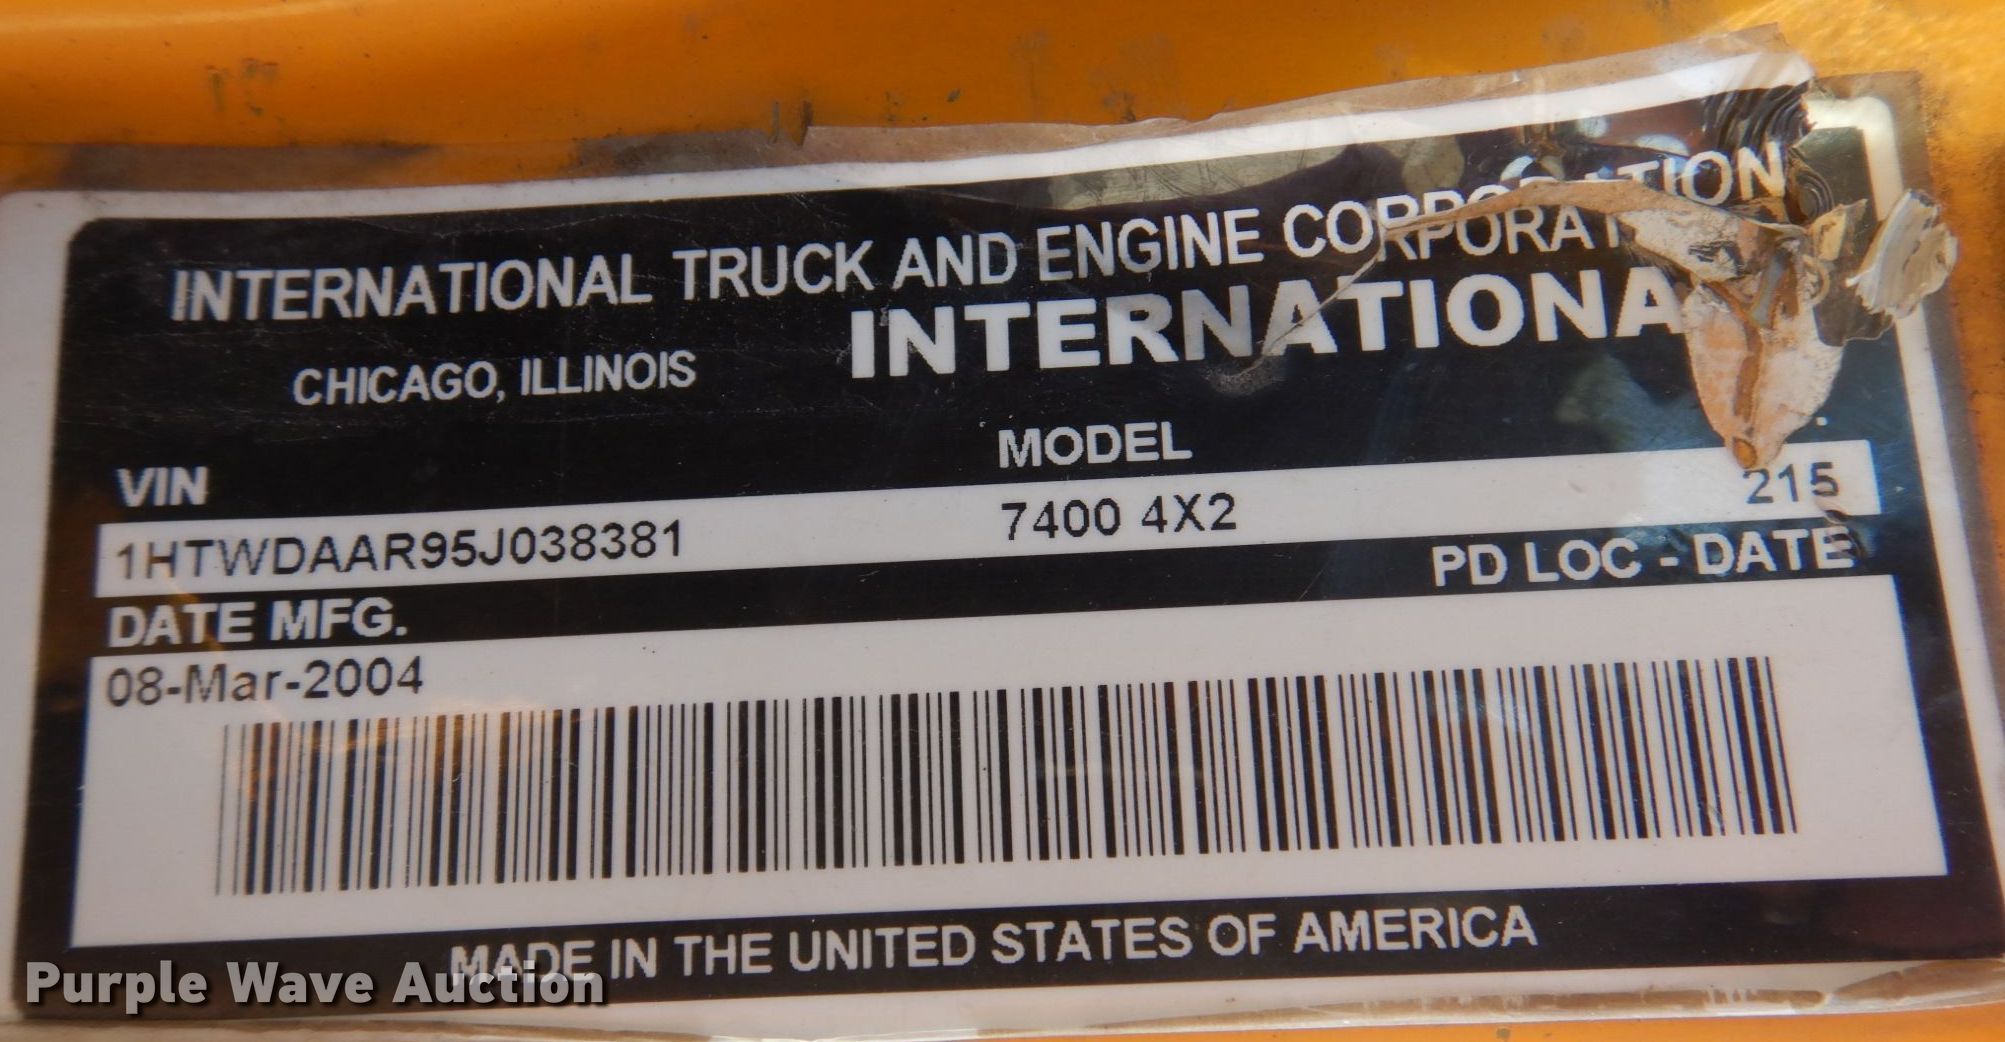 INTERNATIONAL TRUCK AND ENGINE CORPORATION
CHICAGO, ILLINOIS
INTERNATIONA
VIN
MODEL
1HTWDAAR95J038381
7400 4X2
215
DATE MFG.
PD LOC - DATE
08-Mar-2004
MADE IN THE UNITED STATES OF AMERICA
Purple Wave Auction